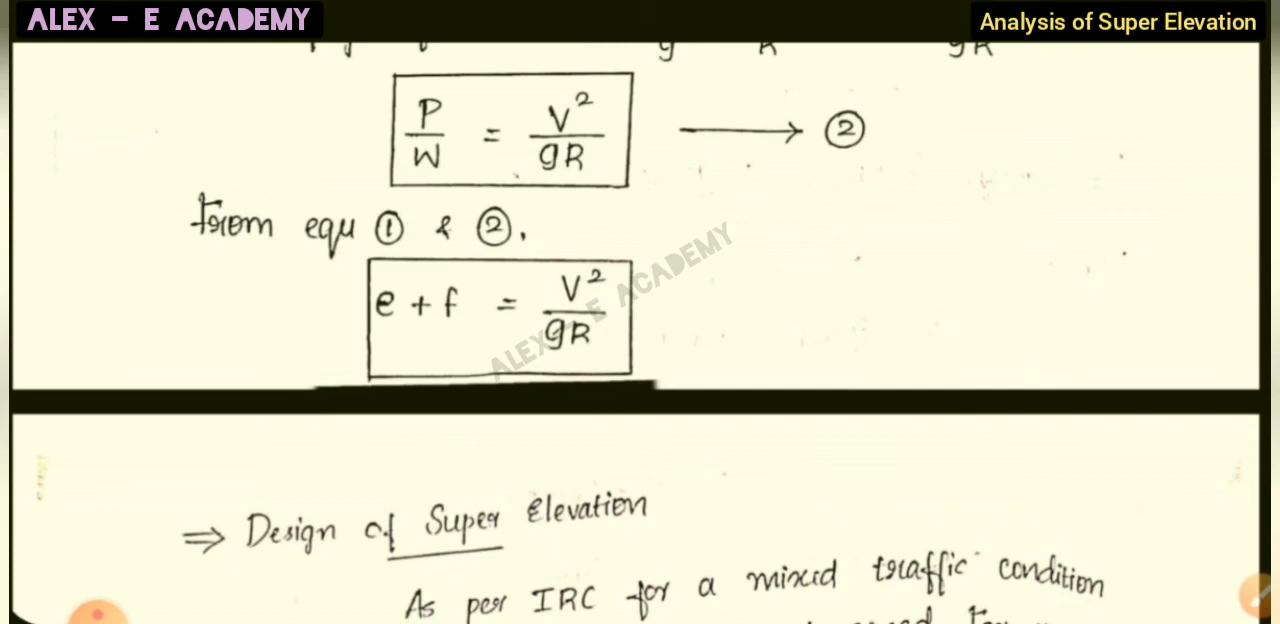 ALEX - E ACADEMY
Analysis of Super Elevation
P/W = V²/gR → ②
From equ ① & ②,
e + f = V²/gR
ALEX - E ACADEMY
⇒ Design of Super Elevation
As per IRC for a mixed traffic condition